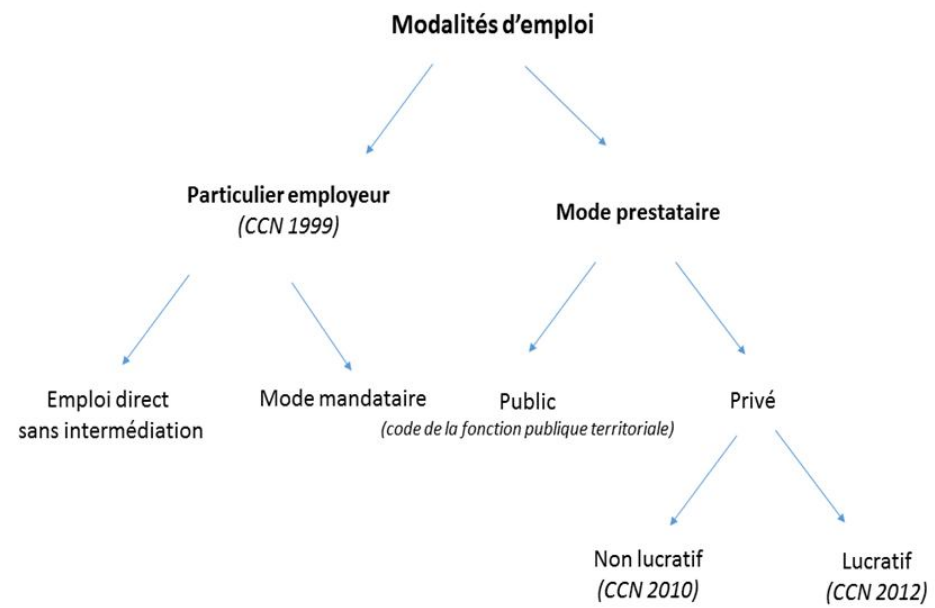 Modalités d'emploi
Particulier employeur
(CCN 1999)
Mode prestataire
Emploi direct
sans intermédiation
Mode mandataire
Public
(code de la fonction publique territoriale)
Privé
Non lucratif
(CCN 2010)
Lucratif
(CCN 2012)